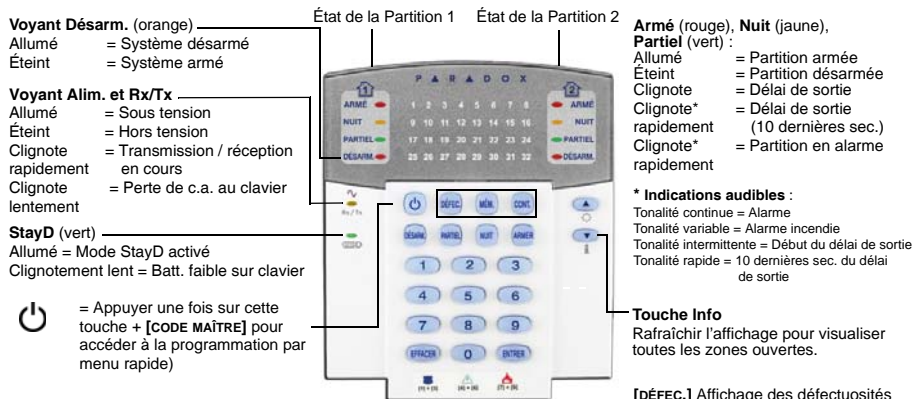 Voyant Désarm. (orange)
Allumé = Système désarmé
Éteint = Système armé
Voyant Alim. et Rx/Tx
Allumé = Sous tension
Éteint = Hors tension
Clignote rapidement = Transmission / réception en cours
Clignote lentement = Perte de c.a. au clavier
StayD (vert)
Allumé = Mode StayD activé
Clignotement lent = Batt. faible sur clavier
= Appuyer une fois sur cette
touche + [CODE MAÎTRE] pour
accéder à la programmation par
menu rapide)
État de la Partition 1 État de la Partition 2
PARADOX
1 2
ARMÉ 1 2 3 4 5 6 7 8 ARMÉ
NUIT 9 10 11 12 13 14 15 16 NUIT
PARTIEL 17 18 19 20 21 22 23 24 PARTIEL
DÉSARM. 25 26 27 28 29 30 31 32 DÉSARM.
Rx/Tx
DÉFEC. MÉM. CONT.
DÉSARM. PARTIEL NUIT ARMER
1 2 3
4 5 6
7 8 9
EFFACER 0 ENTRER
[1] + [3] [4] + [6] [7] + [9]
i
Armé (rouge), Nuit (jaune),
Partiel (vert) :
Allumé = Partition armée
Éteint = Partition désarmée
Clignote = Délai de sortie
Clignote* rapidement = Délai de sortie (10 dernières sec.)
Clignote* rapidement = Partition en alarme
* Indications audibles :
Tonalité continue = Alarme
Tonalité variable = Alarme incendie
Tonalité intermittente = Début du délai de sortie
Tonalité rapide = 10 dernières sec. du délai
de sortie
Touche Info
Rafraîchir l'affichage pour visualiser
toutes les zones ouvertes.
[DÉFEC.] Affichage des défectuosités